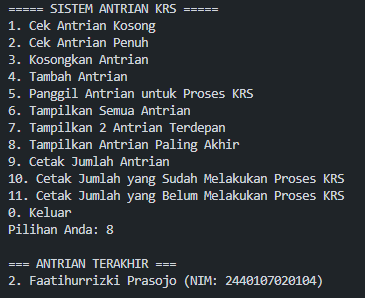 ===== SISTEM ANTRIAN KRS =====
1. Cek Antrian Kosong
2. Cek Antrian Penuh
3. Kosongkan Antrian
4. Tambah Antrian
5. Panggil Antrian untuk Proses KRS
6. Tampilkan Semua Antrian
7. Tampilkan 2 Antrian Terdepan
8. Tampilkan Antrian Paling Akhir
9. Cetak Jumlah Antrian
10. Cetak Jumlah yang Sudah Melakukan Proses KRS
11. Cetak Jumlah yang Belum Melakukan Proses KRS
0. Keluar
Pilihan Anda: 8
=== ANTRIAN TERAKHIR ===
2. Faatihurrizki Prasojo (NIM: 2440107020104)